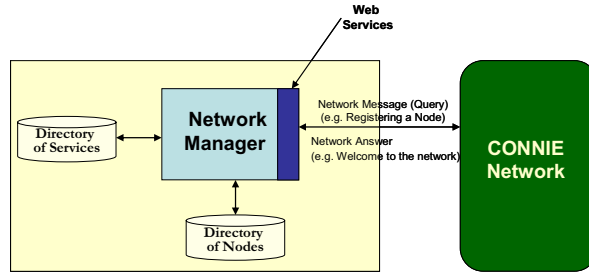 Web
Services
Network Message (Query)
(e.g. Registering a Node)
Network
Manager
Directory
of Services
Network Answer
(e.g. Welcome to the network)
CONNIE
Network
Directory
of Nodes